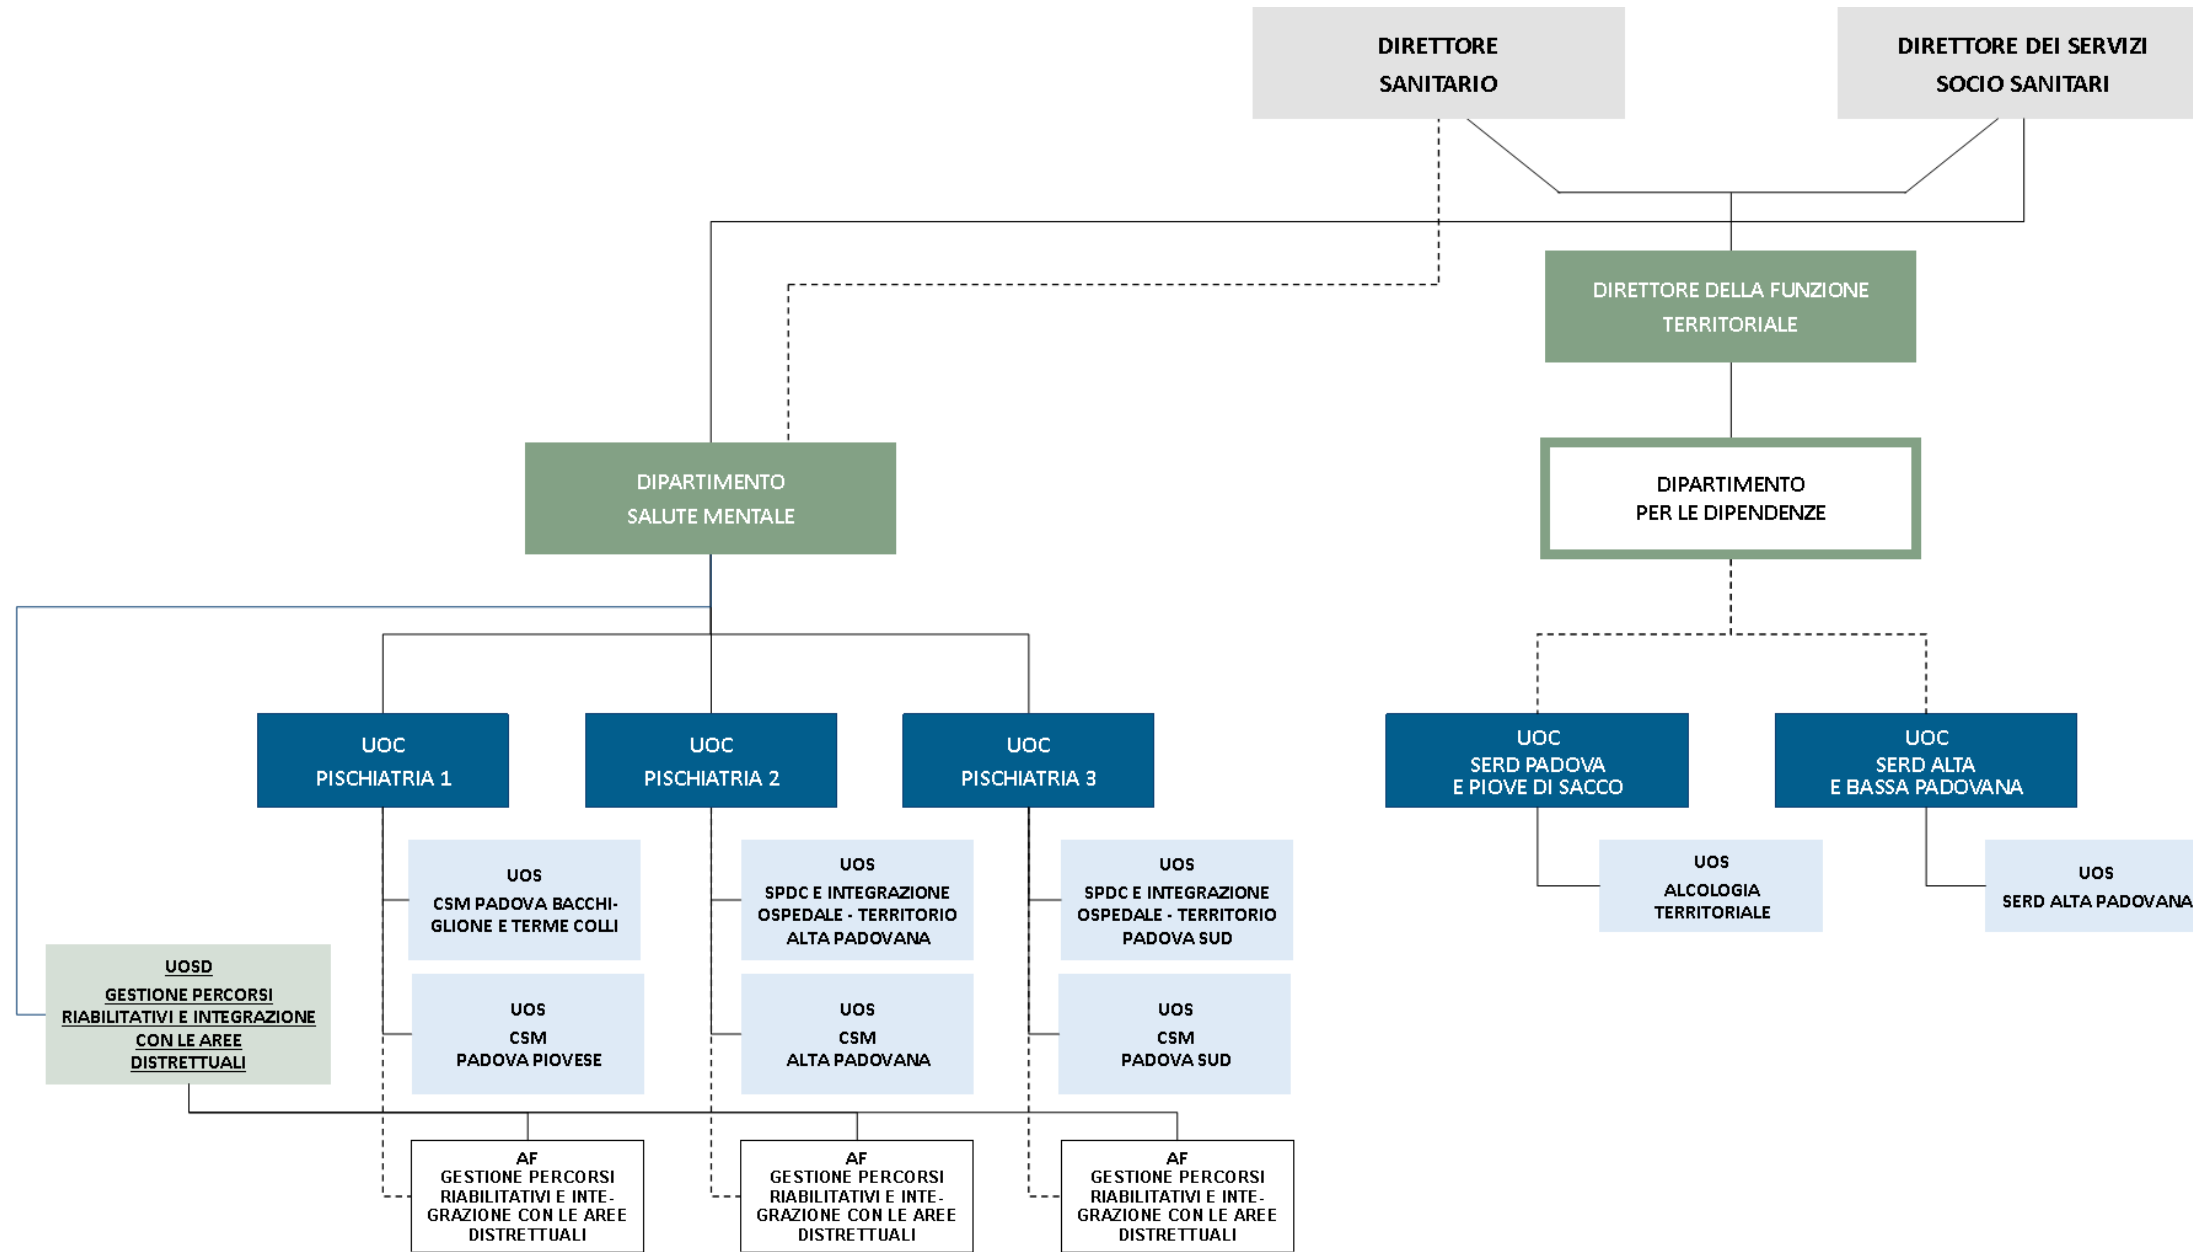 DIRETTORE
SANITARIO
DIRETTORE DEI SERVIZI
SOCIO SANITARI
DIRETTORE DELLA FUNZIONE
TERRITORIALE
DIPARTIMENTO
SALUTE MENTALE
DIPARTIMENTO
PER LE DIPENDENZE
UOC
PISCHIATRIA 1
UOC
PISCHIATRIA 2
UOC
PISCHIATRIA 3
UOC
SERD PADOVA
E PIOVE DI SACCO
UOC
SERD ALTA
E BASSA PADOVANA
UOS
CSM PADOVA BACCHI-
GLIONE E TERME COLLI
UOS
SPDC E INTEGRAZIONE
OSPEDALE - TERRITORIO
ALTA PADOVANA
UOS
SPDC E INTEGRAZIONE
OSPEDALE - TERRITORIO
PADOVA SUD
UOS
ALCOLOGIA
TERRITORIALE
UOS
SERD ALTA PADOVANA
UOSD
GESTIONE PERCORSI
RIABILITATIVI E INTEGRAZIONE
CON LE AREE
DISTRETTUALI
UOS
CSM
PADOVA PIOVESE
UOS
CSM
ALTA PADOVANA
UOS
CSM
PADOVA SUD
AF
GESTIONE PERCORSI
RIABILITATIVI E INTE-
GRAZIONE CON LE AREE
DISTRETTUALI
AF
GESTIONE PERCORSI
RIABILITATIVI E INTE-
GRAZIONE CON LE AREE
DISTRETTUALI
AF
GESTIONE PERCORSI
RIABILITATIVI E INTE-
GRAZIONE CON LE AREE
DISTRETTUALI